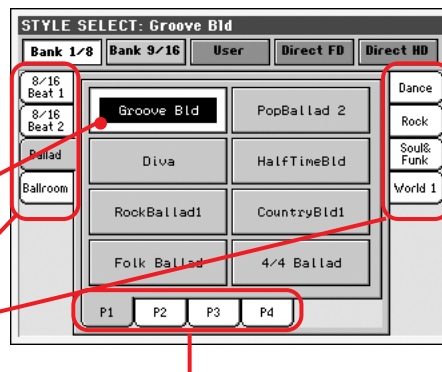 STYLE SELECT: Groove Bld
Bank 1/8 Bank 9/16 User Direct FD Direct HD
8/16 Beat 1
8/16 Beat 2
Ballad
Ballroom
Groove Bld PopBallad 2
Diva HalfTimeBld
RockBallad1 CountryBld1
Folk Ballad 4/4 Ballad
Dance
Rock
Soul& Funk
World 1
P1 P2 P3 P4